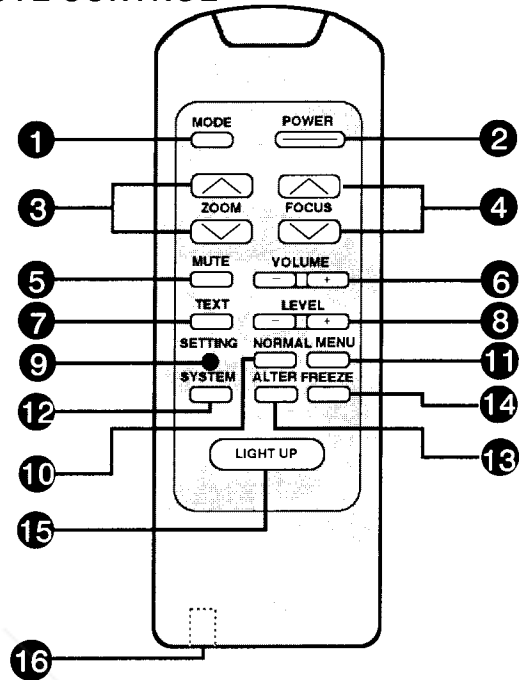 CONTROL
MODE POWER
1 2
3 ZOOM FOCUS 4
MUTE VOLUME
5 − + 6
TEXT LEVEL
7 − + 8
SETTING NORMAL MENU
9 11
SYSTEM ALTER FREEZE
12 14
10 LIGHT UP 13
15
16